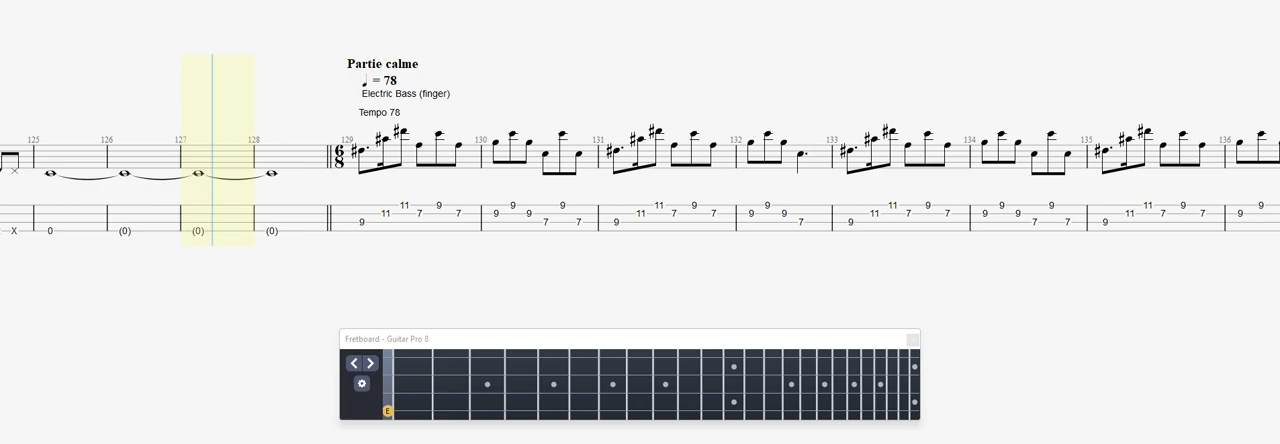 Partie calme
♩ = 78
Electric Bass (finger)
Tempo 78
125 126 127 128 129 130 131 132 133 134 135 136
6
8
11 11 9 9 9 11 11 9 9 9 9 11 11 9 9 9 11 11 9 9
9 7 7 9 9 7 7 9 7 7 9 9 7 9 7 7 9 9 7 7 9 7 7 9
X 0 (0) (0) (0)
Fretboard - Guitar Pro 8
E